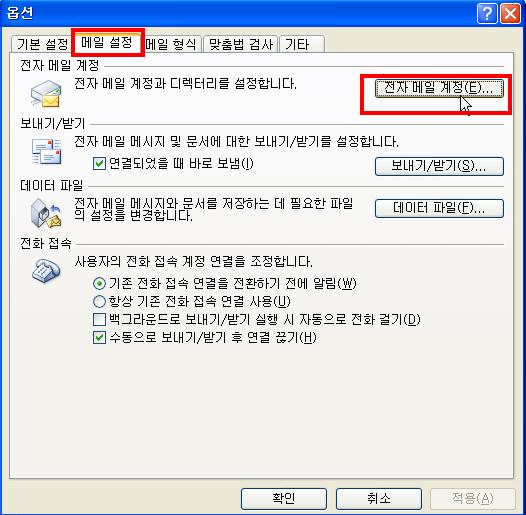 옵션
기본 설정 메일 설정 메일 형식 맞춤법 검사 기타
전자 메일 계정
전자 메일 계정과 디렉터리를 설정합니다.
전자 메일 계정(E)...
보내기/받기
전자 메일 메시지 및 문서에 대한 보내기/받기를 설정합니다.
연결되었을 때 바로 보냄(I)
보내기/받기(S)...
데이터 파일
전자 메일 메시지와 문서를 저장하는 데 필요한 파일
의 설정을 변경합니다.
데이터 파일(F)...
전화 접속
사용자의 전화 접속 계정 연결을 조정합니다.
기존 전화 접속 연결을 전환하기 전에 알림(W)
항상 기존 전화 접속 연결 사용(U)
백그라운드로 보내기/받기 실행 시 자동으로 전화 걸기(D)
수동으로 보내기/받기 후 연결 끊기(H)
확인 취소 적용(A)